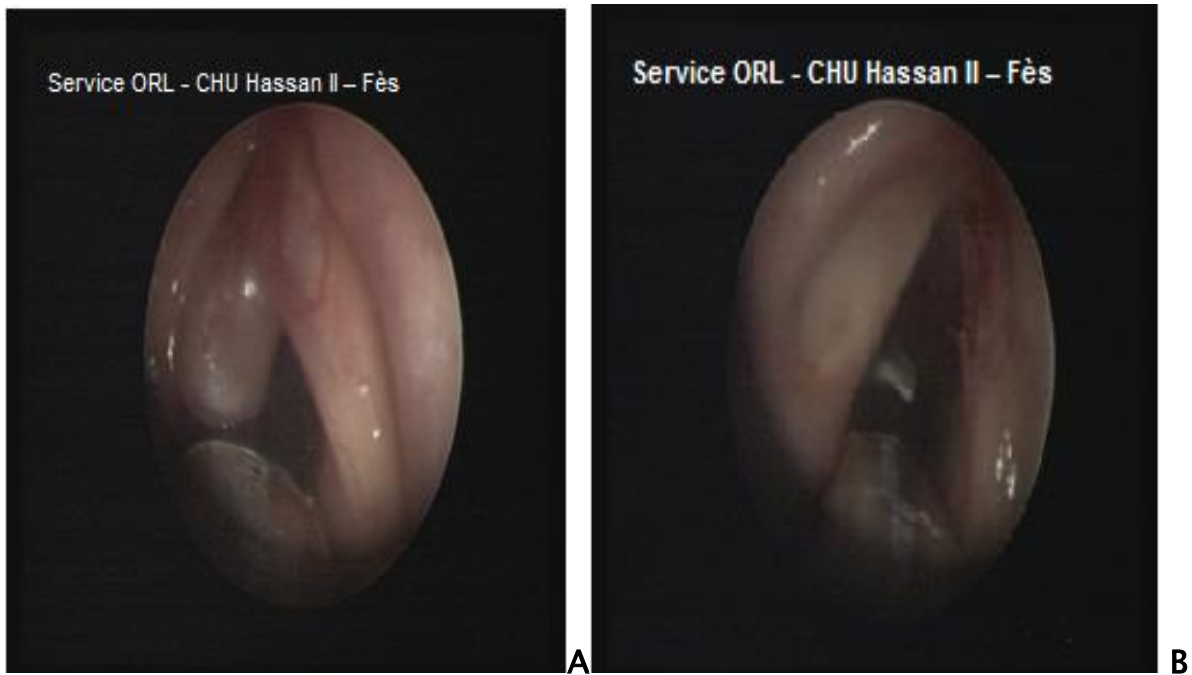 Service ORL - CHU Hassan II – Fès
Service ORL - CHU Hassan II – Fès
A
B